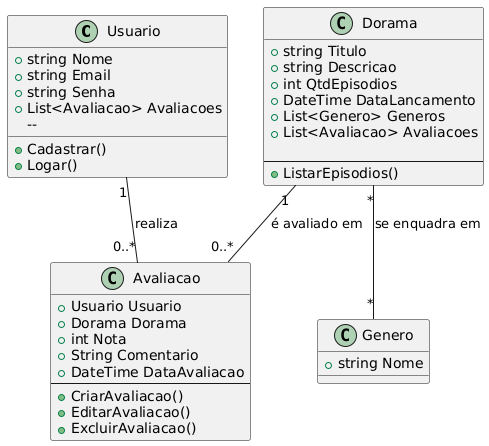 C Usuario
string Nome
string Email
string Senha
List<Avaliacao> Avaliacoes
--
Cadastrar()
Logar()
C Dorama
string Titulo
string Descricao
int QtdEpisodios
DateTime DataLancamento
List<Genero> Generos
List<Avaliacao> Avaliacoes
ListarEpisodios()
1
1
*
realiza
é avaliado em
se enquadra em
0..*
0..*
*
C Avaliacao
Usuario Usuario
Dorama Dorama
int Nota
String Comentario
DateTime DataAvaliacao
CriarAvaliacao()
EditarAvaliacao()
ExcluirAvaliacao()
C Genero
string Nome